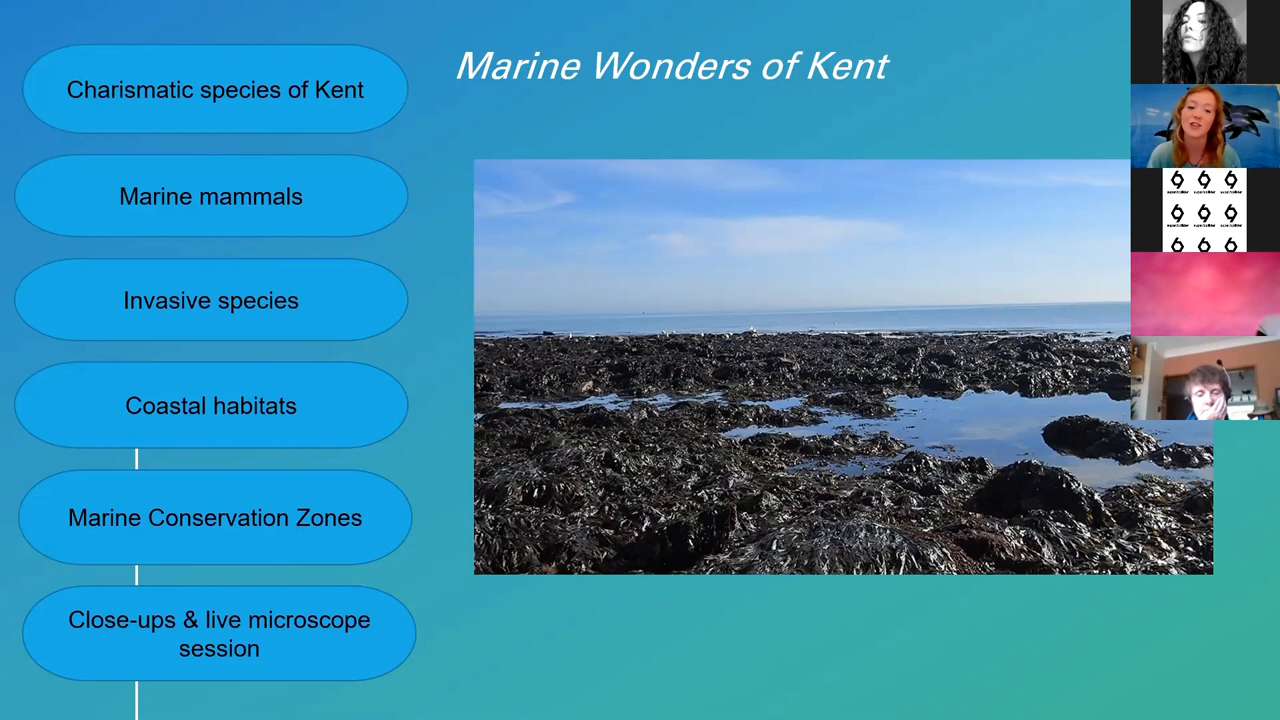 Marine Wonders of Kent
Charismatic species of Kent
Marine mammals
Invasive species
Coastal habitats
Marine Conservation Zones
Close-ups & live microscope
session